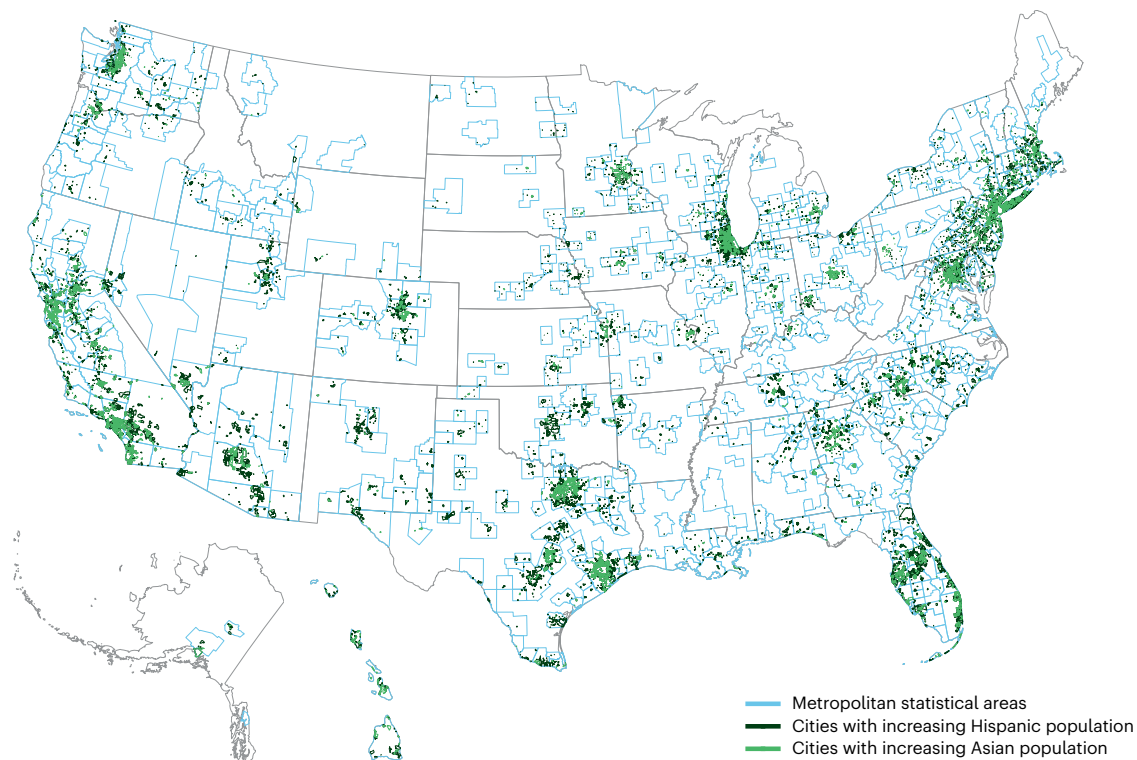 Metropolitan statistical areas
Cities with increasing Hispanic population
Cities with increasing Asian population